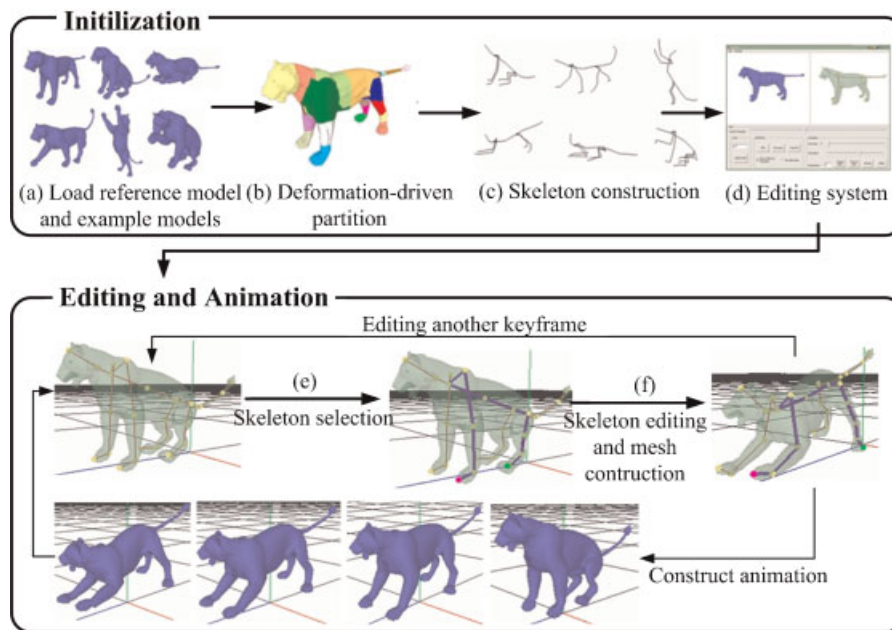 Initilization
(a) Load reference model
and example models
(b) Deformation-driven
partition
(c) Skeleton construction
(d) Editing system
Editing and Animation
Editing another keyframe
(e)
Skeleton selection
(f)
Skeleton editing
and mesh
contruction
Construct animation